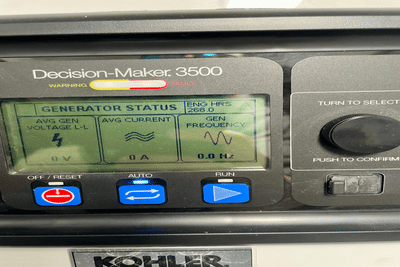 Decision-Maker® 3500
WARNING FAULT
GENERATOR STATUS
ENG HRS
268.0
AVG GEN
VOLTAGE L-L
0 V
AVG CURRENT
0 A
GEN
FREQUENCY
0.0 Hz
OFF / RESET
AUTO
RUN
TURN TO SELECT
PUSH TO CONFIRM
KOHLER